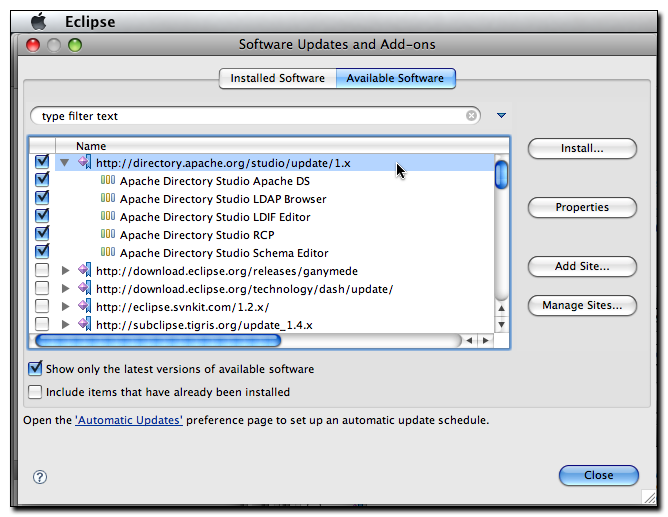 Eclipse
Software Updates and Add-ons
Installed Software Available Software
type filter text
Name
http://directory.apache.org/studio/update/1.x
Apache Directory Studio Apache DS
Apache Directory Studio LDAP Browser
Apache Directory Studio LDIF Editor
Apache Directory Studio RCP
Apache Directory Studio Schema Editor
http://download.eclipse.org/releases/ganymede
http://download.eclipse.org/technology/dash/update/
http://eclipse.svnkit.com/1.2.x/
http://subclipse.tigris.org/update_1.4.x
Install...
Properties
Add Site...
Manage Sites...
Show only the latest versions of available software
Include items that have already been installed
Open the 'Automatic Updates' preference page to set up an automatic update schedule.
?
Close